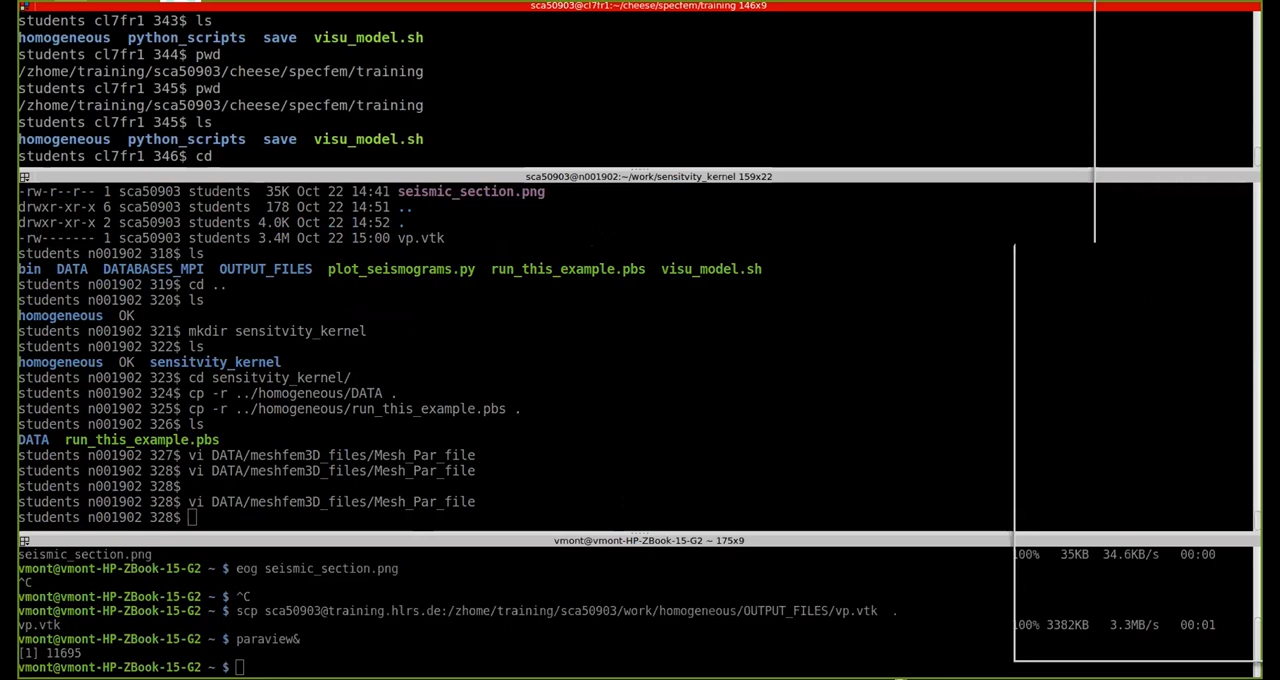 sca50903@cl7fr1:~/cheese/specfem/training 146x9
students cl7fr1 343$ ls
homogeneous  python_scripts  save  visu_model.sh
students cl7fr1 344$ pwd
/zhome/training/sca50903/cheese/specfem/training
students cl7fr1 345$ pwd
/zhome/training/sca50903/cheese/specfem/training
students cl7fr1 345$ ls
homogeneous  python_scripts  save  visu_model.sh
students cl7fr1 346$ cd
sca50903@n001902:~/work/sensitvity_kernel 159x22
-rw-r--r-- 1 sca50903 students  35K Oct 22 14:41 seismic_section.png
drwxr-xr-x 6 sca50903 students  178 Oct 22 14:51 ..
drwxr-xr-x 2 sca50903 students 4.0K Oct 22 14:52 .
-rw------- 1 sca50903 students 3.4M Oct 22 15:00 vp.vtk
students n001902 318$ ls
bin  DATA  DATABASES_MPI  OUTPUT_FILES  plot_seismograms.py  run_this_example.pbs  visu_model.sh
students n001902 319$ cd ..
students n001902 320$ ls
homogeneous  OK
students n001902 321$ mkdir sensitvity_kernel
students n001902 322$ ls
homogeneous  OK  sensitvity_kernel
students n001902 323$ cd sensitvity_kernel/
students n001902 324$ cp -r ../homogeneous/DATA .
students n001902 325$ cp -r ../homogeneous/run_this_example.pbs .
students n001902 326$ ls
DATA  run_this_example.pbs
students n001902 327$ vi DATA/meshfem3D_files/Mesh_Par_file
students n001902 328$ vi DATA/meshfem3D_files/Mesh_Par_file
students n001902 328$
students n001902 328$ vi DATA/meshfem3D_files/Mesh_Par_file
students n001902 328$
vmont@vmont-HP-ZBook-15-G2 ~ 175x9
seismic_section.png 100%   35KB  34.6KB/s   00:00
vmont@vmont-HP-ZBook-15-G2 ~ $ eog seismic_section.png
^C
vmont@vmont-HP-ZBook-15-G2 ~ $ ^C
vmont@vmont-HP-ZBook-15-G2 ~ $ scp sca50903@training.hlrs.de:/zhome/training/sca50903/work/homogeneous/OUTPUT_FILES/vp.vtk  .
vp.vtk 100% 3382KB   3.3MB/s   00:01
vmont@vmont-HP-ZBook-15-G2 ~ $ paraview&
[1] 11695
vmont@vmont-HP-ZBook-15-G2 ~ $